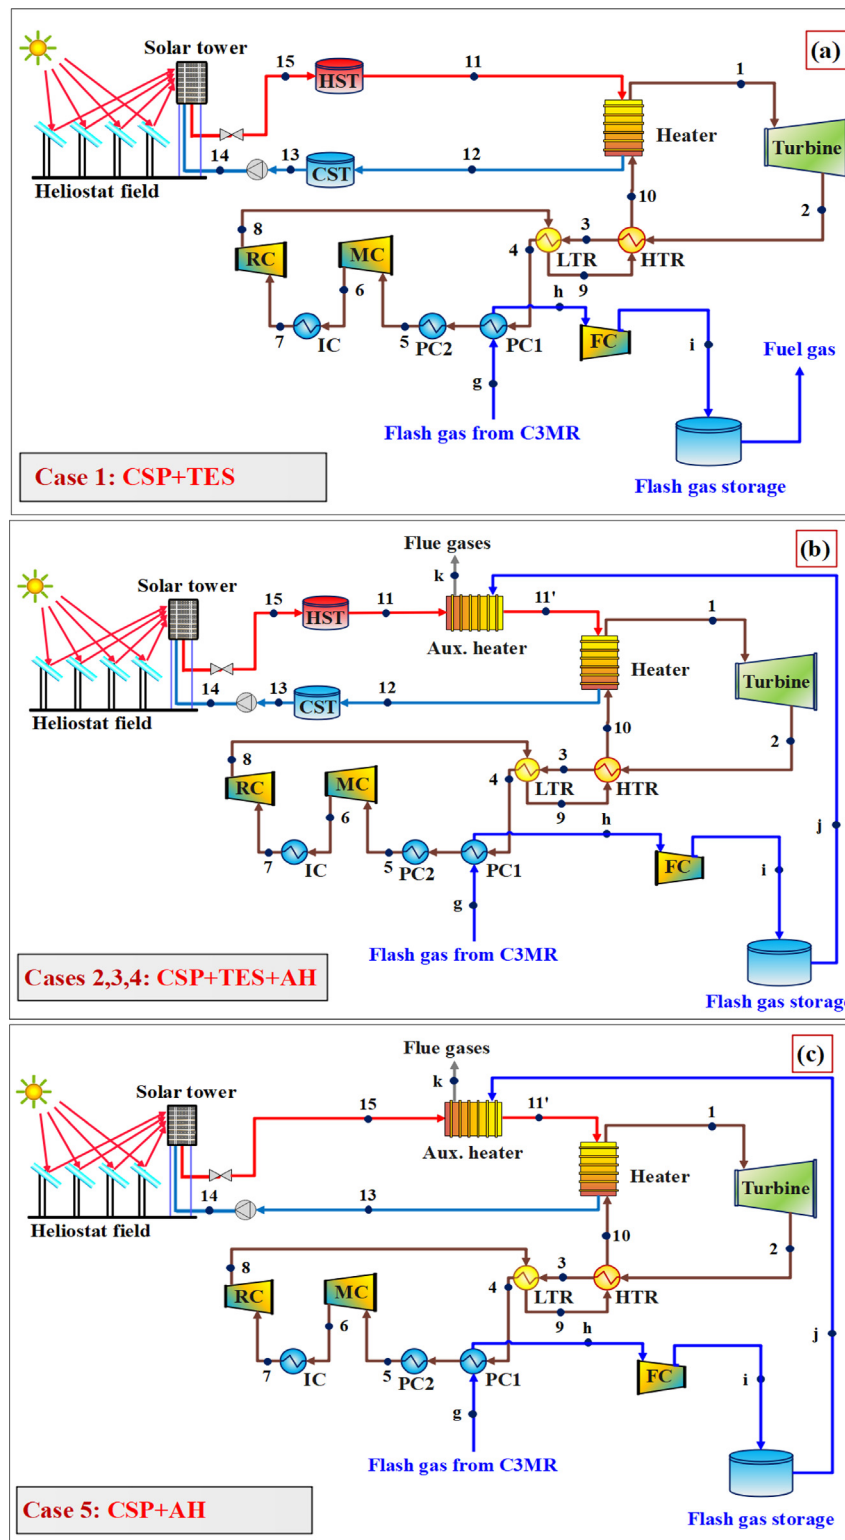 (a)
Solar tower
15
HST
11
1
Heater
Turbine
14
13
CST
12
Heliostat field
10
2
8
3
4
RC
MC
LTR
HTR
6
9
h
7
IC
5
PC2
PC1
FC
i
Fuel gas
g
Flash gas from C3MR
Case 1: CSP+TES
Flash gas storage
(b)
Flue gases
k
Solar tower
15
HST
11
11'
1
Aux. heater
Heater
Turbine
14
13
CST
12
Heliostat field
10
2
8
3
4
RC
MC
LTR
HTR
6
9
h
j
7
IC
5
PC2
PC1
FC
i
g
Flash gas from C3MR
Cases 2,3,4: CSP+TES+AH
Flash gas storage
(c)
Flue gases
k
Solar tower
15
11'
1
Aux. heater
Heater
Turbine
14
13
Heliostat field
10
2
8
3
4
RC
MC
LTR
HTR
6
9
h
j
7
IC
5
PC2
PC1
FC
i
g
Flash gas from C3MR
Case 5: CSP+AH
Flash gas storage